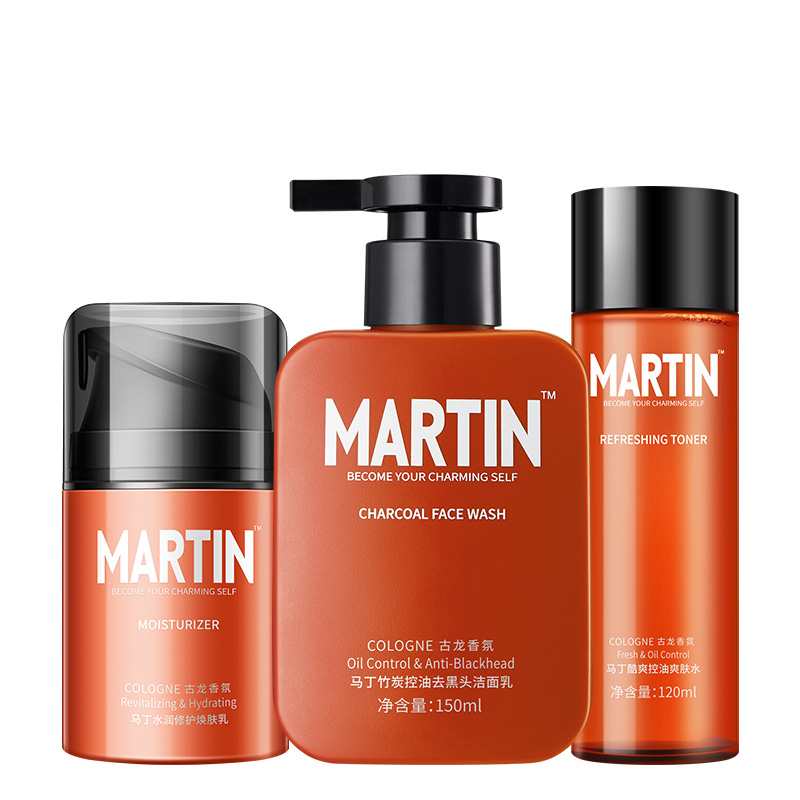 MARTIN™
BECOME YOUR CHARMING SELF
MOISTURIZER
COLOGNE 古龙香氛
Revitalizing & Hydrating
马丁水润修护焕肤乳
MARTIN™
BECOME YOUR CHARMING SELF
CHARCOAL FACE WASH
COLOGNE 古龙香氛
Oil Control & Anti-Blackhead
马丁竹炭控油去黑头洁面乳
净含量:150ml
MARTIN™
BECOME YOUR CHARMING SELF
REFRESHING TONER
COLOGNE 古龙香氛
Fresh & Oil Control
马丁酷爽控油爽肤水
净含量:120ml